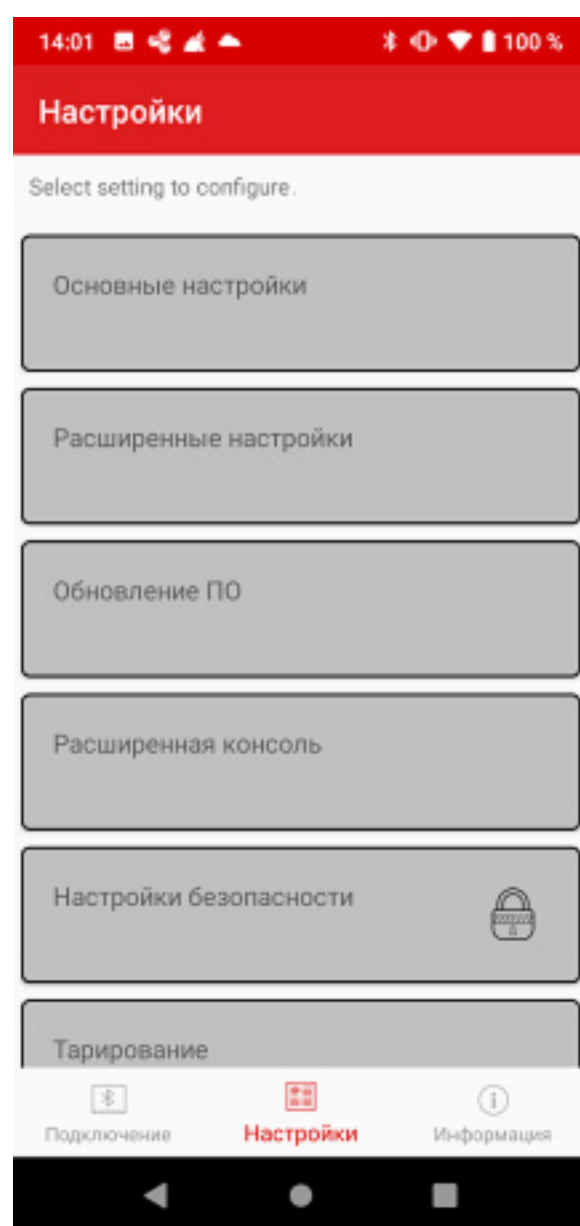 14:01 100 %
Настройки
Select setting to configure.
Основные настройки
Расширенные настройки
Обновление ПО
Расширенная консоль
Настройки безопасности
Тарирование
Подключение Настройки Информация